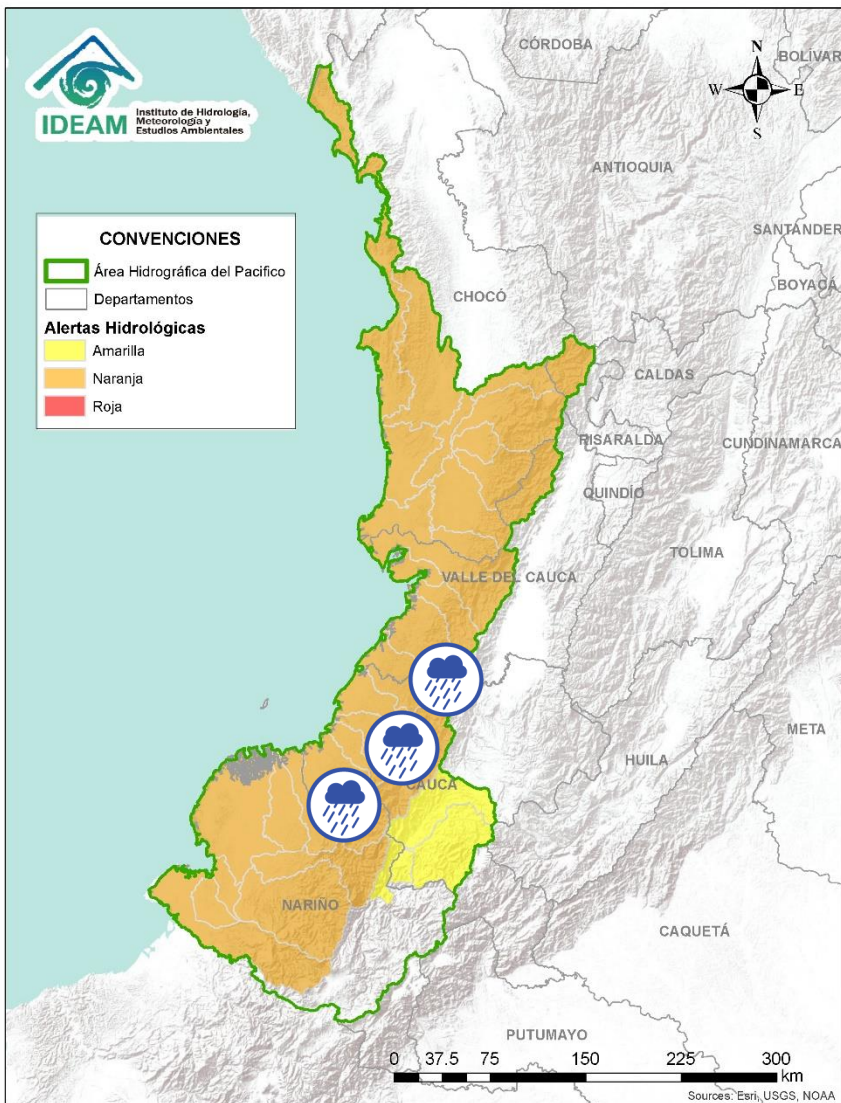 CÓRDOBA
BOLÍVAR
IDEAM
Instituto de Hidrología,
Meteorología y
Estudios Ambientales
N
W E
S
ANTIOQUIA
SANTANDER
BOYACÁ
CONVENCIONES
Área Hidrográfica del Pacifico
Departamentos
Alertas Hidrológicas
Amarilla
Naranja
Roja
CHOCÓ
CALDAS
RISARALDA
CUNDINAMARCA
QUINDÍO
TOLIMA
VALLE DEL CAUCA
META
HUILA
CAUCA
NARIÑO
CAQUETÁ
PUTUMAYO
0 37.5 75 150 225 300
km
Sources: Esri, USGS, NOAA